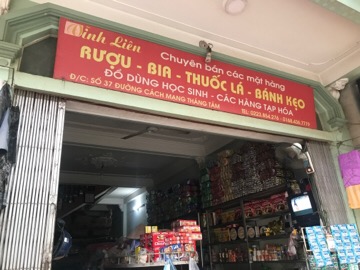 Vinh Liên
Chuyên bán các mặt hàng
RƯỢU - BIA - THUỐC LÁ - BÁNH KẸO
ĐỒ DÙNG HỌC SINH - CÁC HÀNG TẠP HÓA
Đ/C: SỐ 37 ĐƯỜNG CÁCH MẠNG THÁNG TÁM